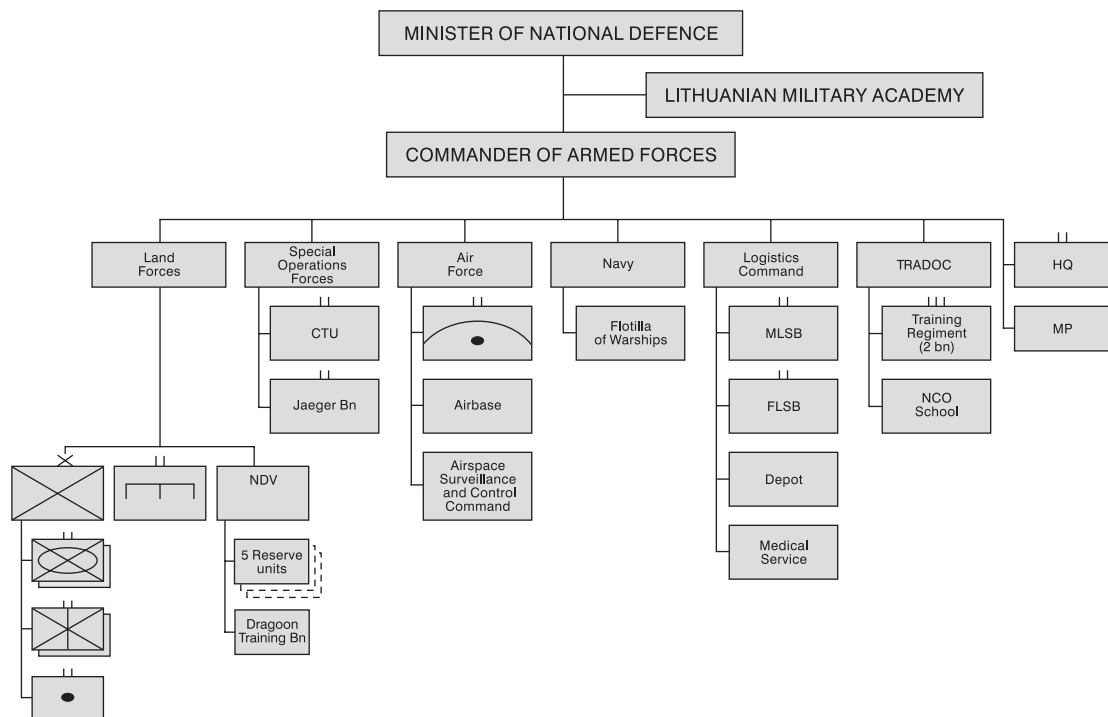 MINISTER OF NATIONAL DEFENCE
LITHUANIAN MILITARY ACADEMY
COMMANDER OF ARMED FORCES
Land
Forces
Special
Operations
Forces
Air
Force
Navy
Logistics
Command
TRADOC
HQ
CTU
Flotilla
of Warships
MLSB
Training
Regiment
(2 bn)
MP
Jaeger Bn
Airbase
FLSB
NCO
School
NDV
Airspace
Surveillance
and Control
Command
Depot
5 Reserve
units
Medical
Service
Dragoon
Training Bn